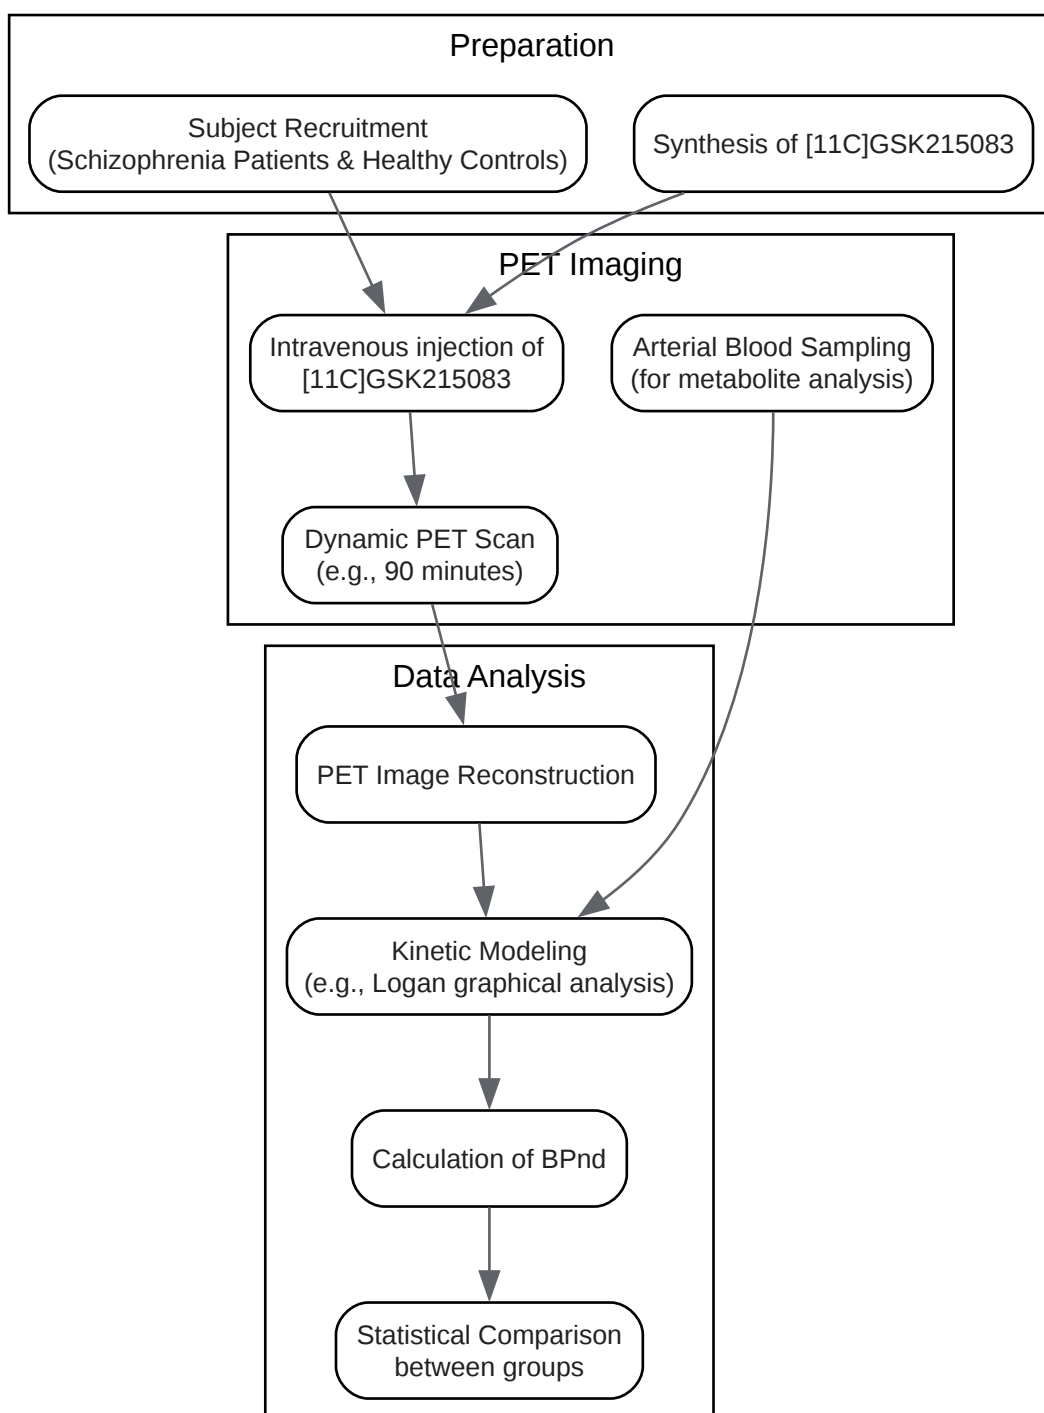 Preparation
Subject Recruitment
(Schizophrenia Patients & Healthy Controls)
Synthesis of [11C]GSK215083
PET Imaging
Intravenous injection of
[11C]GSK215083
Arterial Blood Sampling
(for metabolite analysis)
Dynamic PET Scan
(e.g., 90 minutes)
Data Analysis
PET Image Reconstruction
Kinetic Modeling
(e.g., Logan graphical analysis)
Calculation of BPnd
Statistical Comparison
between groups